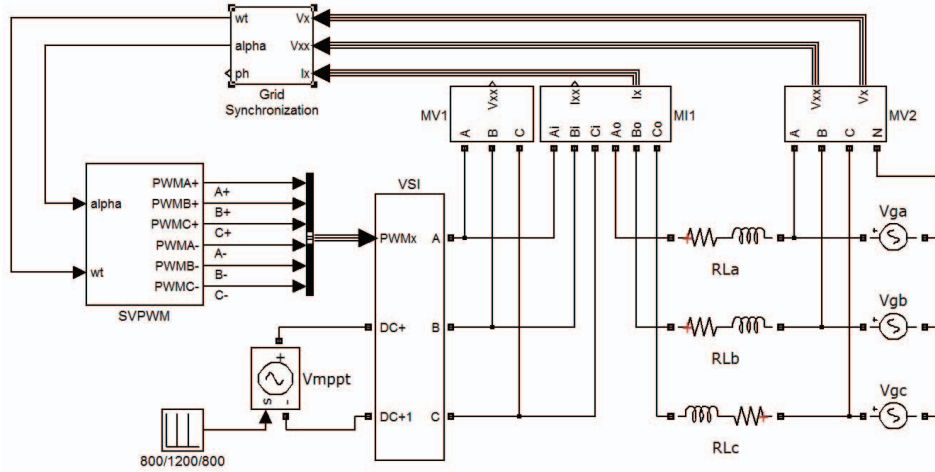 wt
Vx
alpha
Vxx
ph
Ix
Grid
Synchronization
MV1
Vxx
A
B
C
Ixx
Ix
Ai
Bi
Ci
Ao
Bo
Co
MI1
Vxx
Vx
A
B
C
N
MV2
alpha
wt
PWMA+
PWMB+
PWMC+
PWMA-
PWMB-
PWMC-
A+
B+
C+
A-
B-
C-
SVPWM
VSI
PWMx
A
DC+
B
DC+1
C
+
s
-
Vmppt
800/1200/800
RLa
RLb
RLc
Vga
+
Vgb
+
Vgc
+